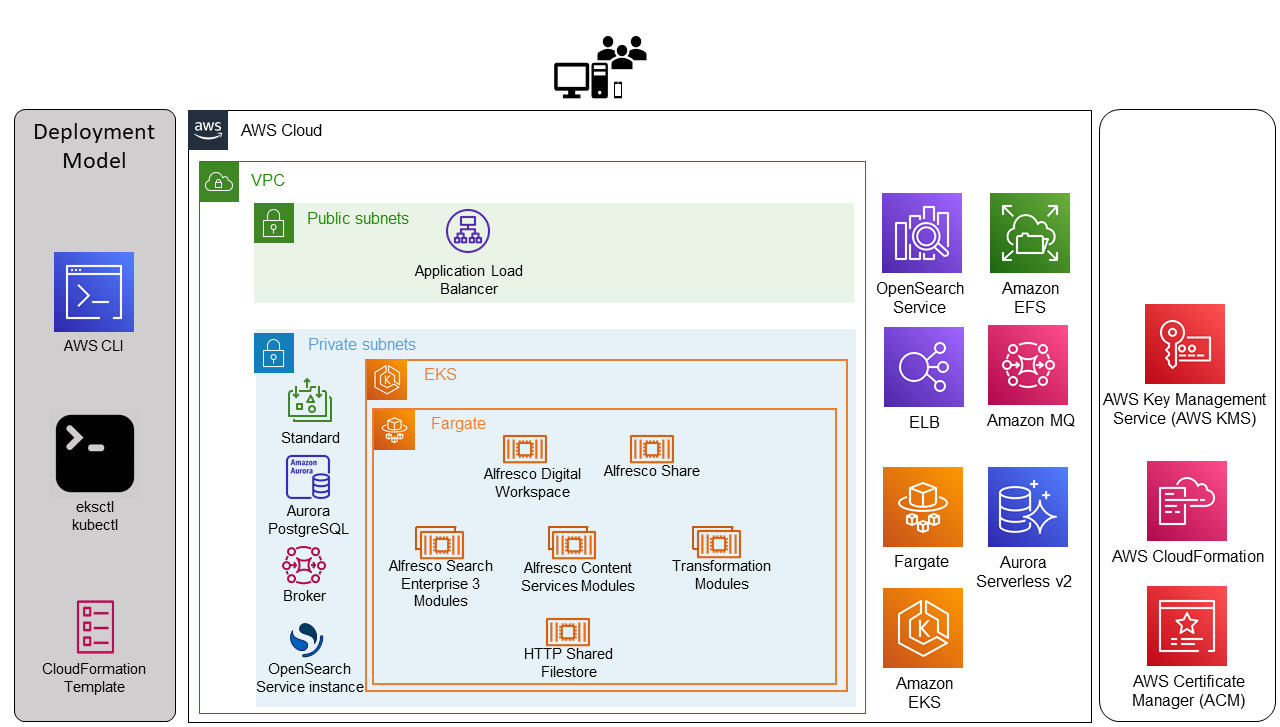 Deployment
Model
AWS CLI
eksctl
kubectl
CloudFormation
Template
aws
AWS Cloud
VPC
Public subnets
Application Load
Balancer
Private subnets
Standard
Amazon
Aurora
Aurora
PostgreSQL
Broker
OpenSearch
Service instance
EKS
Fargate
Alfresco Digital
Workspace
Alfresco Share
Alfresco Search
Enterprise 3
Modules
Alfresco Content
Services Modules
Transformation
Modules
HTTP Shared
Filestore
OpenSearch
Service
Amazon
EFS
ELB
Amazon MQ
Fargate
Aurora
Serverless v2
Amazon
EKS
AWS Key Management
Service (AWS KMS)
AWS CloudFormation
AWS Certificate
Manager (ACM)